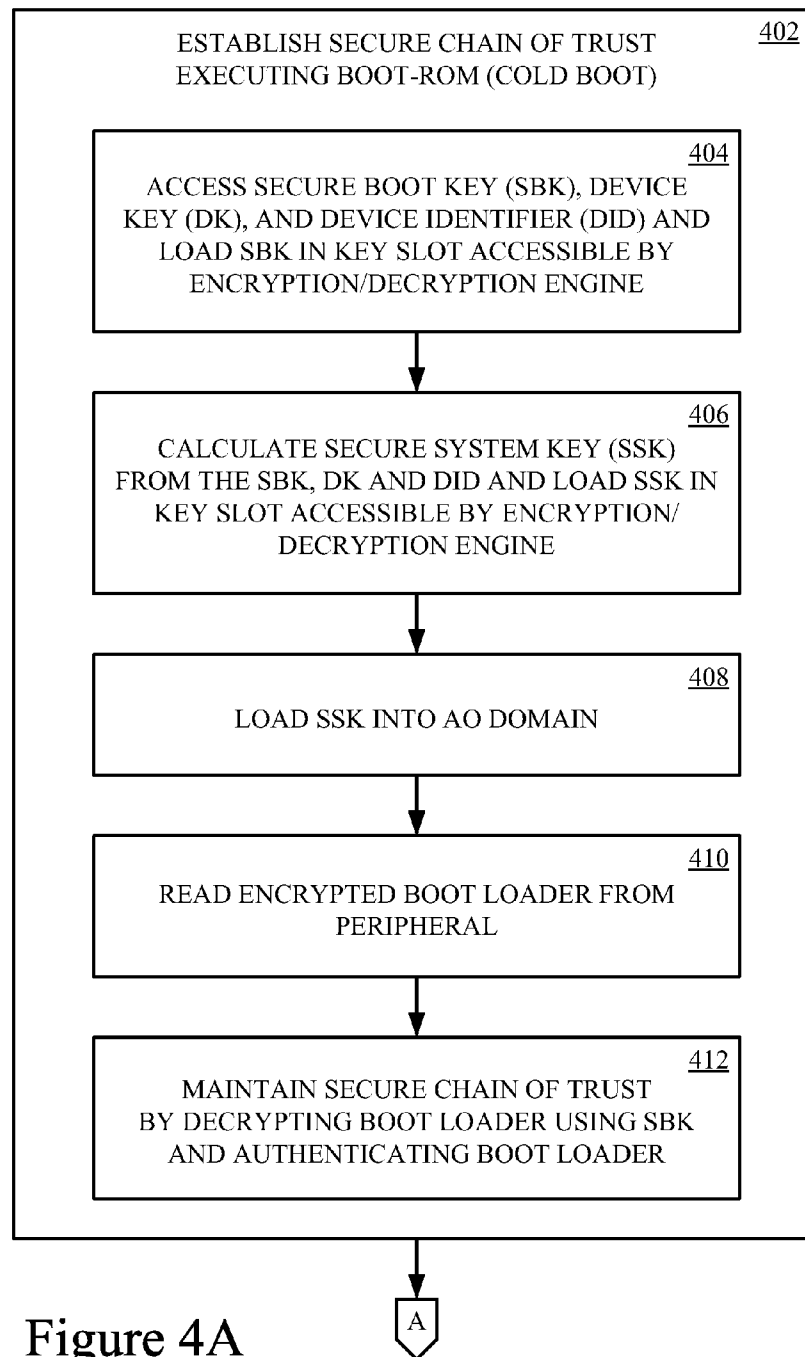 402
ESTABLISH SECURE CHAIN OF TRUST
EXECUTING BOOT-ROM (COLD BOOT)
404
ACCESS SECURE BOOT KEY (SBK), DEVICE
KEY (DK), AND DEVICE IDENTIFIER (DID) AND
LOAD SBK IN KEY SLOT ACCESSIBLE BY
ENCRYPTION/DECRYPTION ENGINE
406
CALCULATE SECURE SYSTEM KEY (SSK)
FROM THE SBK, DK AND DID AND LOAD SSK IN
KEY SLOT ACCESSIBLE BY ENCRYPTION/
DECRYPTION ENGINE
408
LOAD SSK INTO AO DOMAIN
410
READ ENCRYPTED BOOT LOADER FROM
PERIPHERAL
412
MAINTAIN SECURE CHAIN OF TRUST
BY DECRYPTING BOOT LOADER USING SBK
AND AUTHENTICATING BOOT LOADER
A
Figure 4A